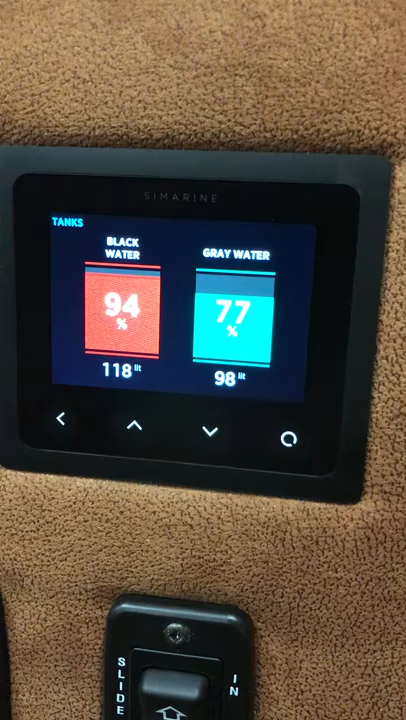 SIMARINE
TANKS
BLACK
WATER
GRAY WATER
94
%
77
%
118 lit
98 lit
SLIDE
IN